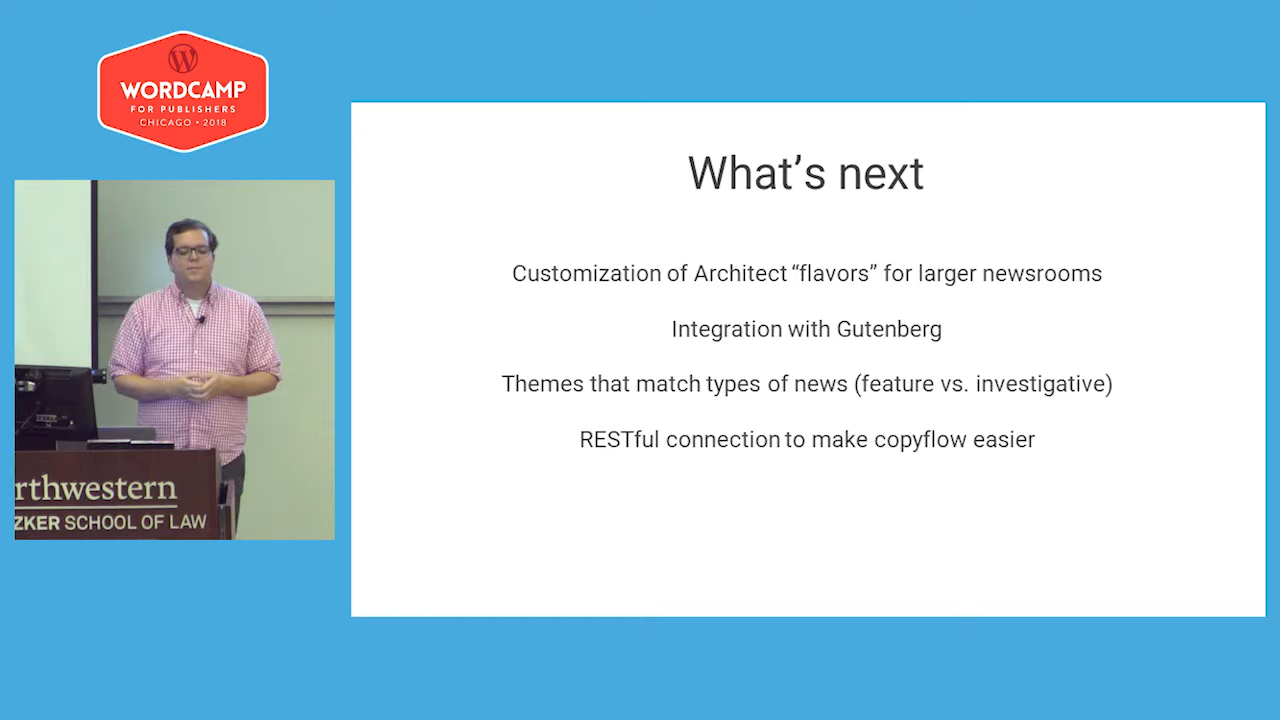 WORDCAMP
FOR PUBLISHERS
CHICAGO • 2018
What’s next
Customization of Architect “flavors” for larger newsrooms
Integration with Gutenberg
Themes that match types of news (feature vs. investigative)
RESTful connection to make copyflow easier
rthwestern
ZKER SCHOOL OF LAW